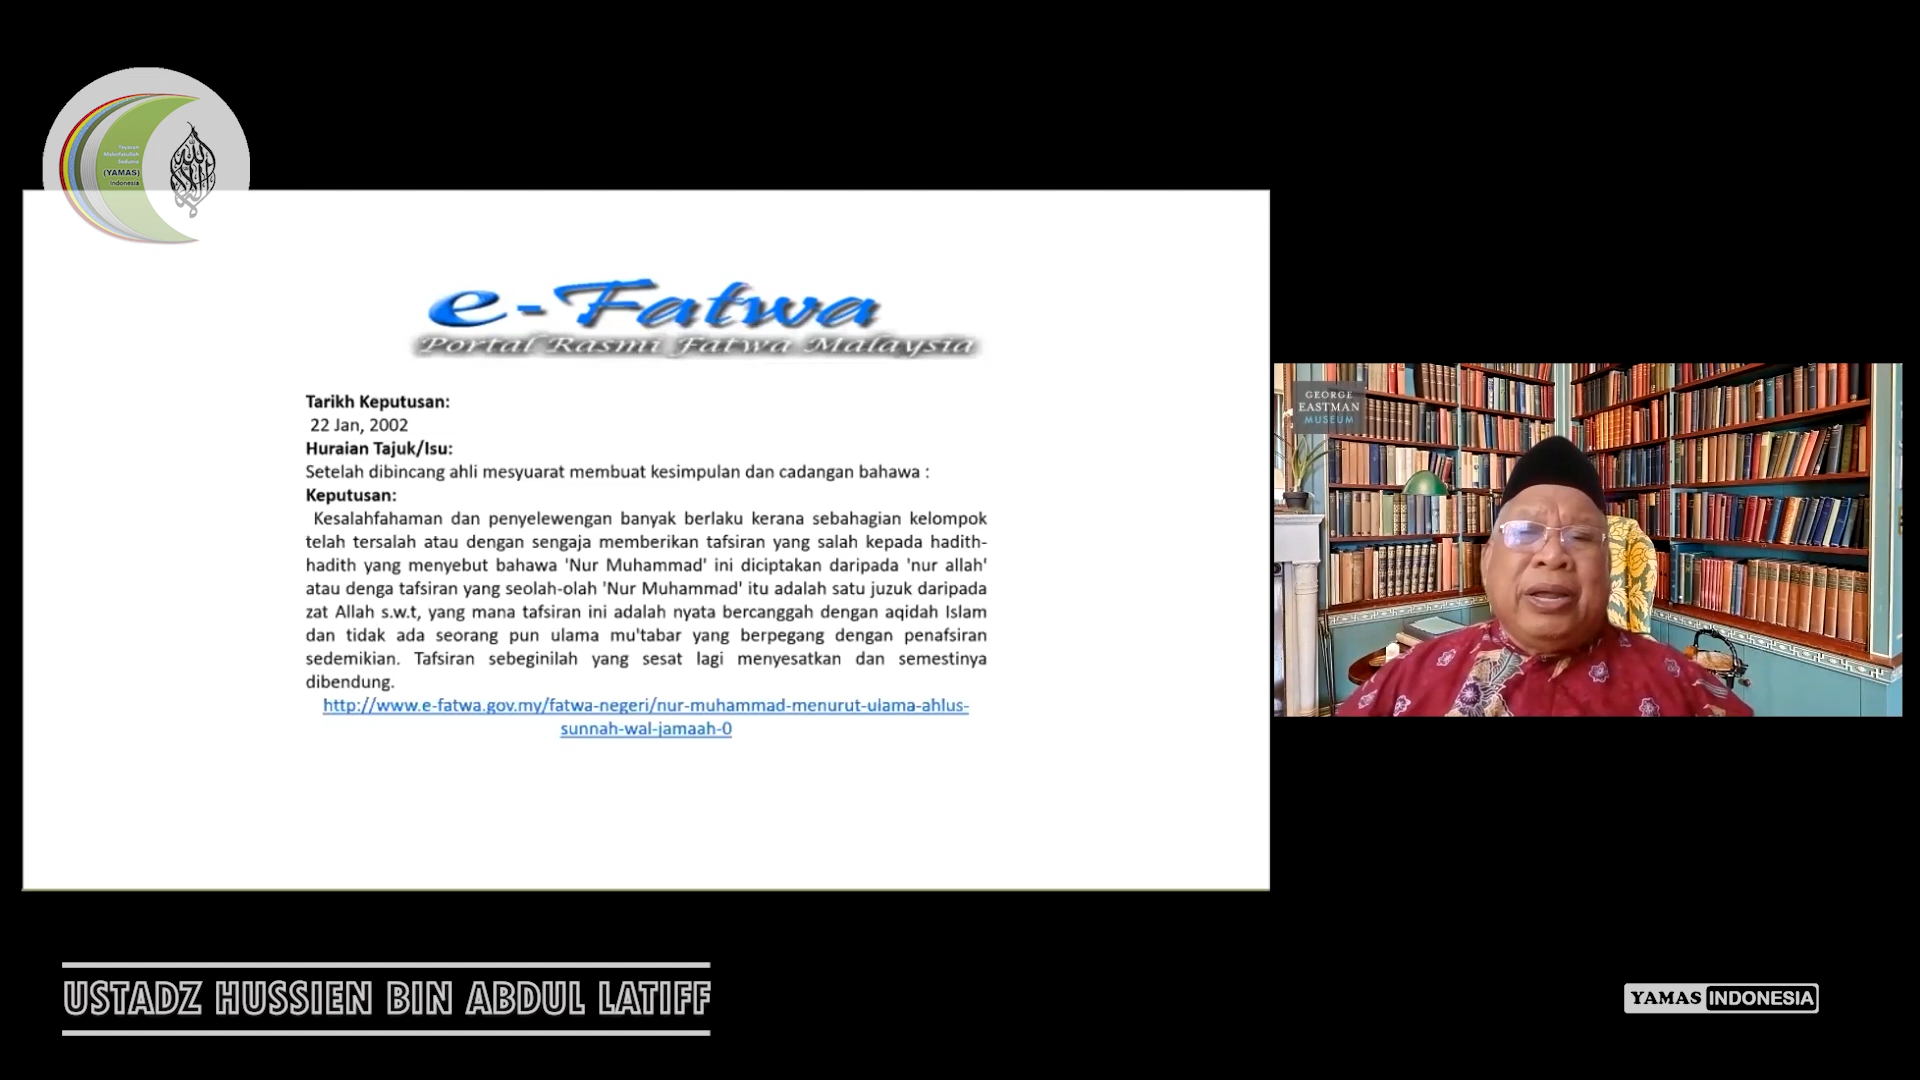 Yayasan
Makrifatullah
Sedunia
(YAMAS)
Indonesia
e-Fatwa
Portal Rasmi Fatwa Malaysia
Tarikh Keputusan:
22 Jan, 2002
Huraian Tajuk/Isu:
Setelah dibincang ahli mesyuarat membuat kesimpulan dan cadangan bahawa :
Keputusan:
Kesalahfahaman dan penyelewengan banyak berlaku kerana sebahagian kelompok
telah tersalah atau dengan sengaja memberikan tafsiran yang salah kepada hadith-
hadith yang menyebut bahawa 'Nur Muhammad' ini diciptakan daripada 'nur allah'
atau denga tafsiran yang seolah-olah 'Nur Muhammad' itu adalah satu juzuk daripada
zat Allah s.w.t, yang mana tafsiran ini adalah nyata bercanggah dengan aqidah Islam
dan tidak ada seorang pun ulama mu'tabar yang berpegang dengan penafsiran
sedemikian. Tafsiran sebeginilah yang sesat lagi menyesatkan dan semestinya
dibendung.
http://www.e-fatwa.gov.my/fatwa-negeri/nur-muhammad-menurut-ulama-ahlus-
sunnah-wal-jamaah-0
GEORGE
EASTMAN
MUSEUM
USTADZ HUSSIEN BIN ABDUL LATIFF
YAMAS INDONESIA